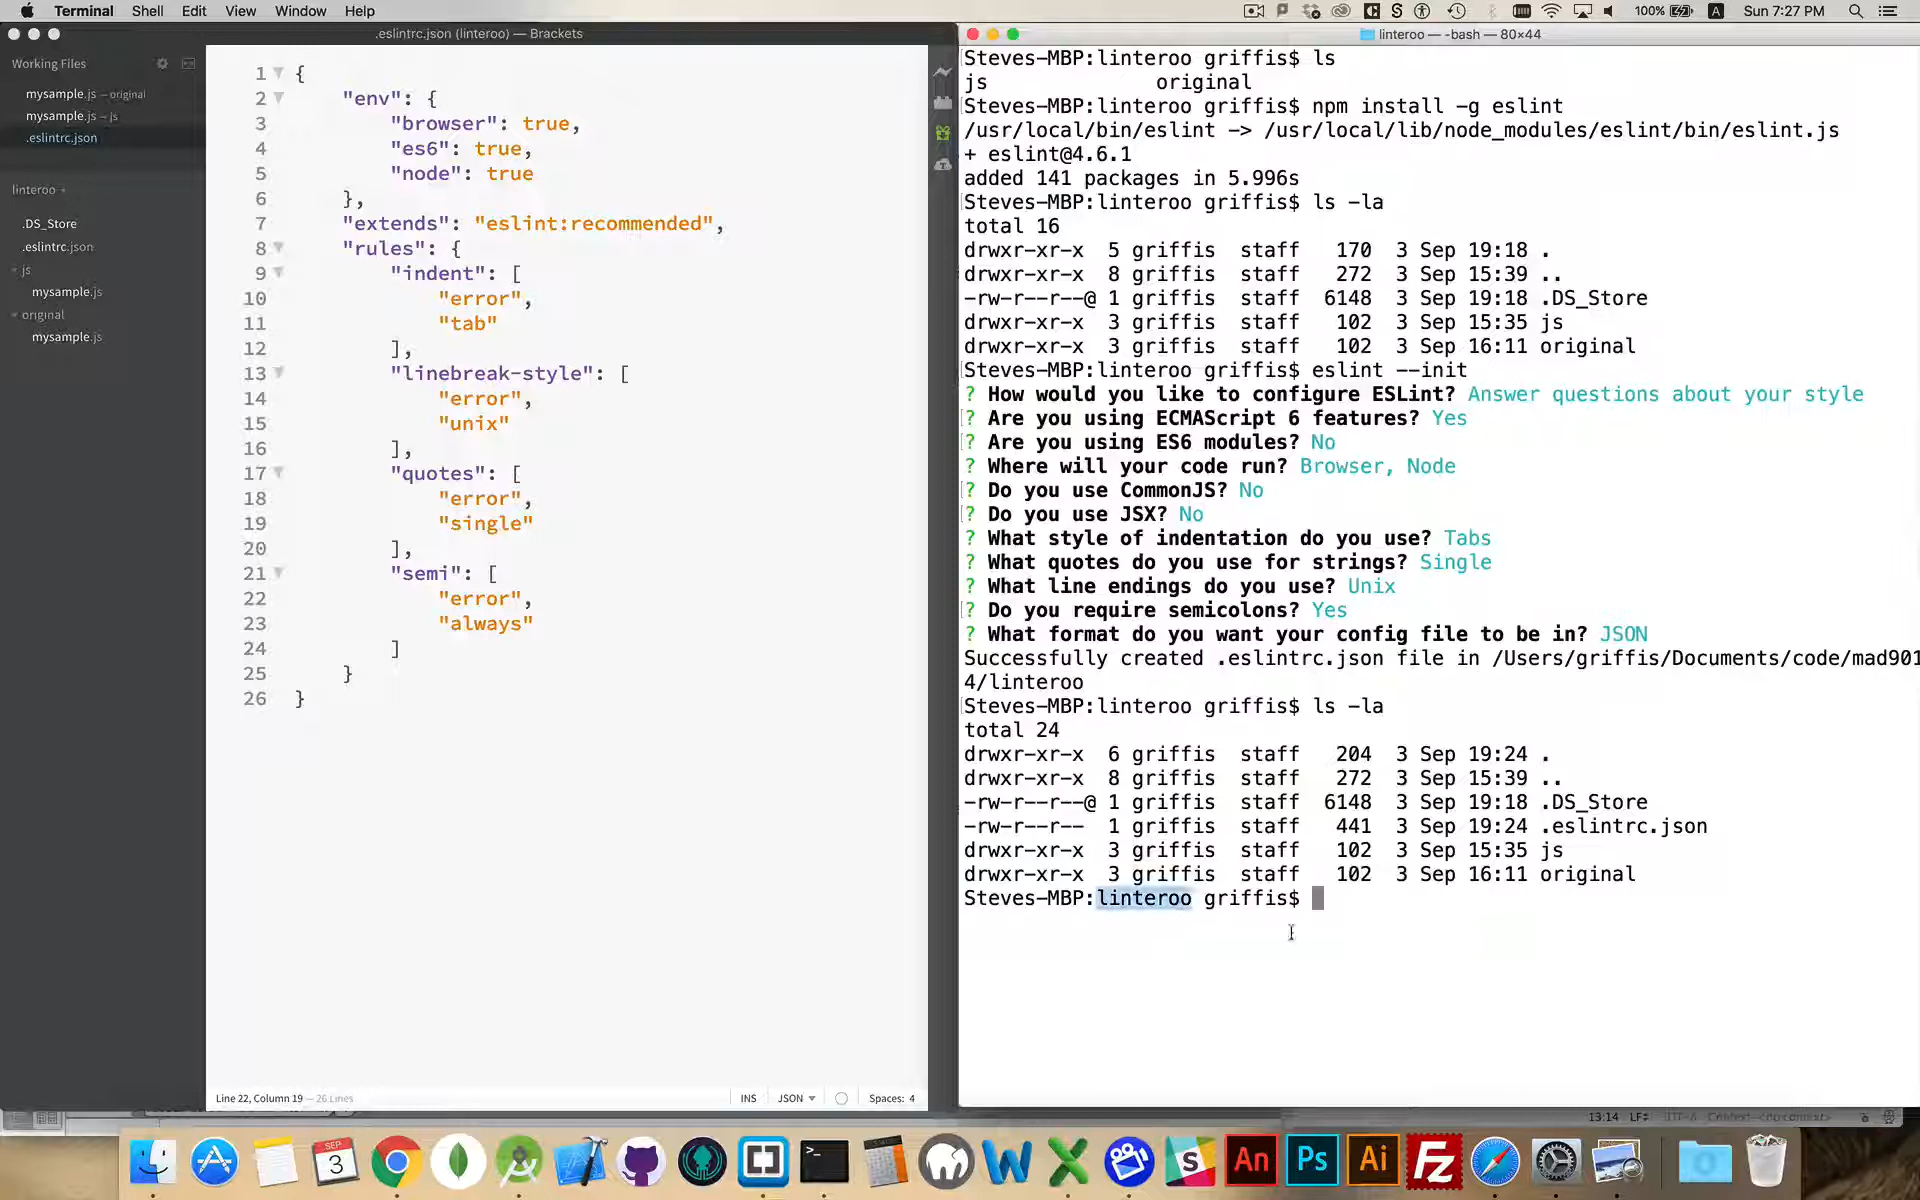 Terminal Shell Edit View Window Help
100% Sun 7:27 PM
.eslintrc.json (linteroo) — Brackets
Working Files
mysample.js — original
mysample.js — js
.eslintrc.json
linteroo
.DS_Store
.eslintrc.json
js
mysample.js
original
mysample.js
1 {
2 "env": {
3 "browser": true,
4 "es6": true,
5 "node": true
6 },
7 "extends": "eslint:recommended",
8 "rules": {
9 "indent": [
10 "error",
11 "tab"
12 ],
13 "linebreak-style": [
14 "error",
15 "unix"
16 ],
17 "quotes": [
18 "error",
19 "single"
20 ],
21 "semi": [
22 "error",
23 "always"
24 ]
25 }
26 }
Line 22, Column 19 — 26 Lines
INS JSON Spaces: 4
linteroo — -bash — 80×44
Steves-MBP:linteroo griffis$ ls
js original
Steves-MBP:linteroo griffis$ npm install -g eslint
/usr/local/bin/eslint -> /usr/local/lib/node_modules/eslint/bin/eslint.js
+ eslint@4.6.1
added 141 packages in 5.996s
Steves-MBP:linteroo griffis$ ls -la
total 16
drwxr-xr-x 5 griffis staff 170 3 Sep 19:18 .
drwxr-xr-x 8 griffis staff 272 3 Sep 15:39 ..
-rw-r--r--@ 1 griffis staff 6148 3 Sep 19:18 .DS_Store
drwxr-xr-x 3 griffis staff 102 3 Sep 15:35 js
drwxr-xr-x 3 griffis staff 102 3 Sep 16:11 original
Steves-MBP:linteroo griffis$ eslint --init
? How would you like to configure ESLint? Answer questions about your style
? Are you using ECMAScript 6 features? Yes
? Are you using ES6 modules? No
? Where will your code run? Browser, Node
? Do you use CommonJS? No
? Do you use JSX? No
? What style of indentation do you use? Tabs
? What quotes do you use for strings? Single
? What line endings do you use? Unix
? Do you require semicolons? Yes
? What format do you want your config file to be in? JSON
Successfully created .eslintrc.json file in /Users/griffis/Documents/code/mad901
4/linteroo
Steves-MBP:linteroo griffis$ ls -la
total 24
drwxr-xr-x 6 griffis staff 204 3 Sep 19:24 .
drwxr-xr-x 8 griffis staff 272 3 Sep 15:39 ..
-rw-r--r--@ 1 griffis staff 6148 3 Sep 19:18 .DS_Store
-rw-r--r-- 1 griffis staff 441 3 Sep 19:24 .eslintrc.json
drwxr-xr-x 3 griffis staff 102 3 Sep 15:35 js
drwxr-xr-x 3 griffis staff 102 3 Sep 16:11 original
Steves-MBP:linteroo griffis$
13:14 LF UTF-8 Context: <no context>
SEP
3
An
Ps
Ai
Fz